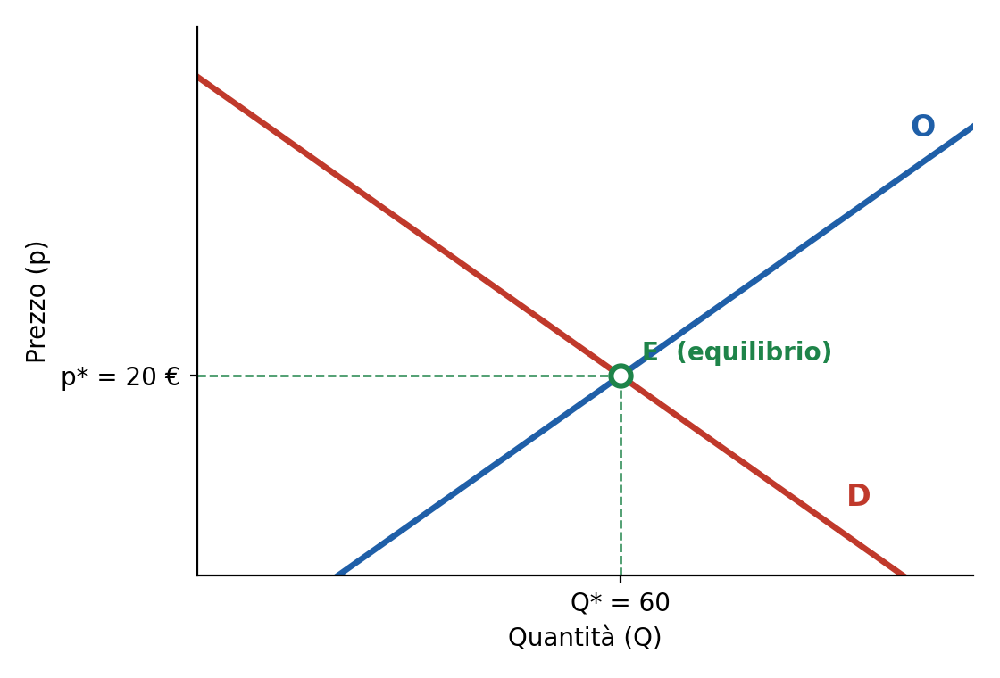 O
Prezzo (p)
E (equilibrio)
p* = 20 €
D
Q* = 60
Quantità (Q)